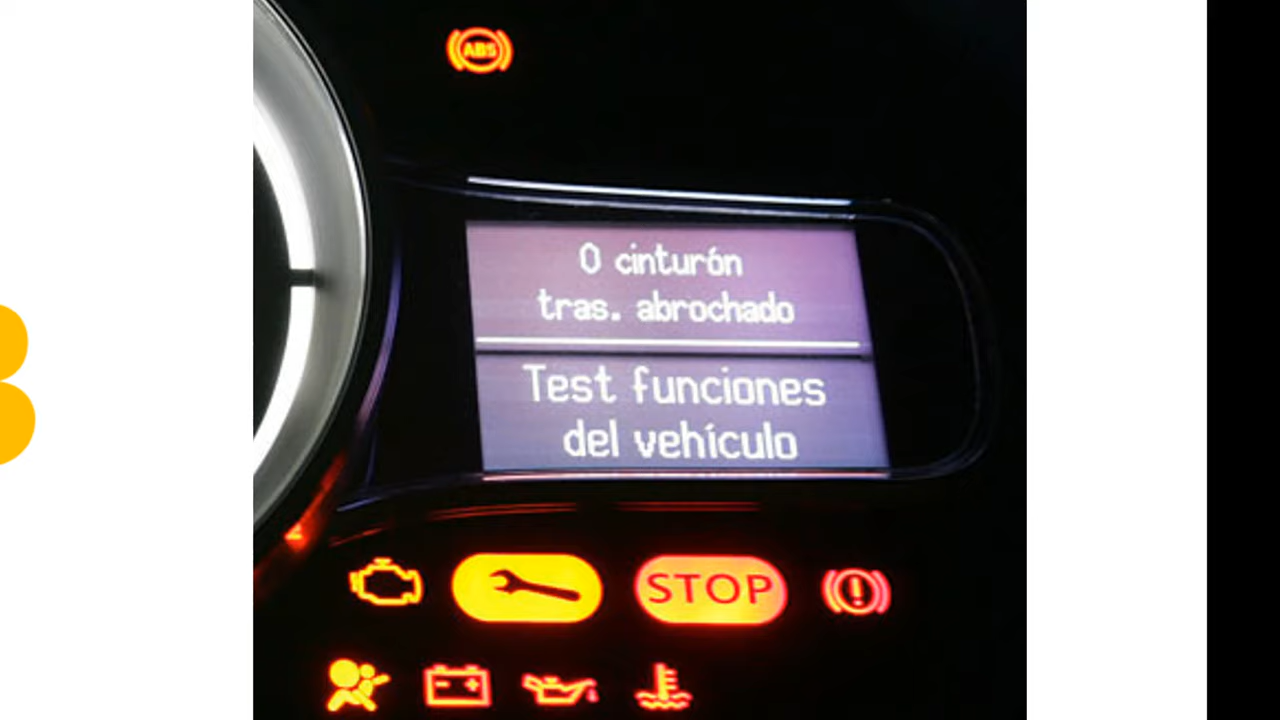 ABS
0 cinturón
tras. abrochado
Test funciones
del vehículo
STOP